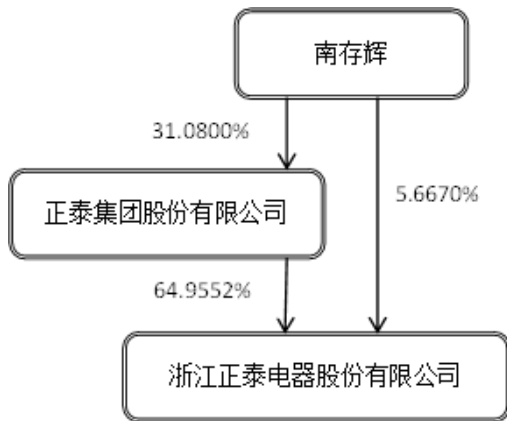 南存辉
31.0800%
5.6670%
正泰集团股份有限公司
64.9552%
浙江正泰电器股份有限公司